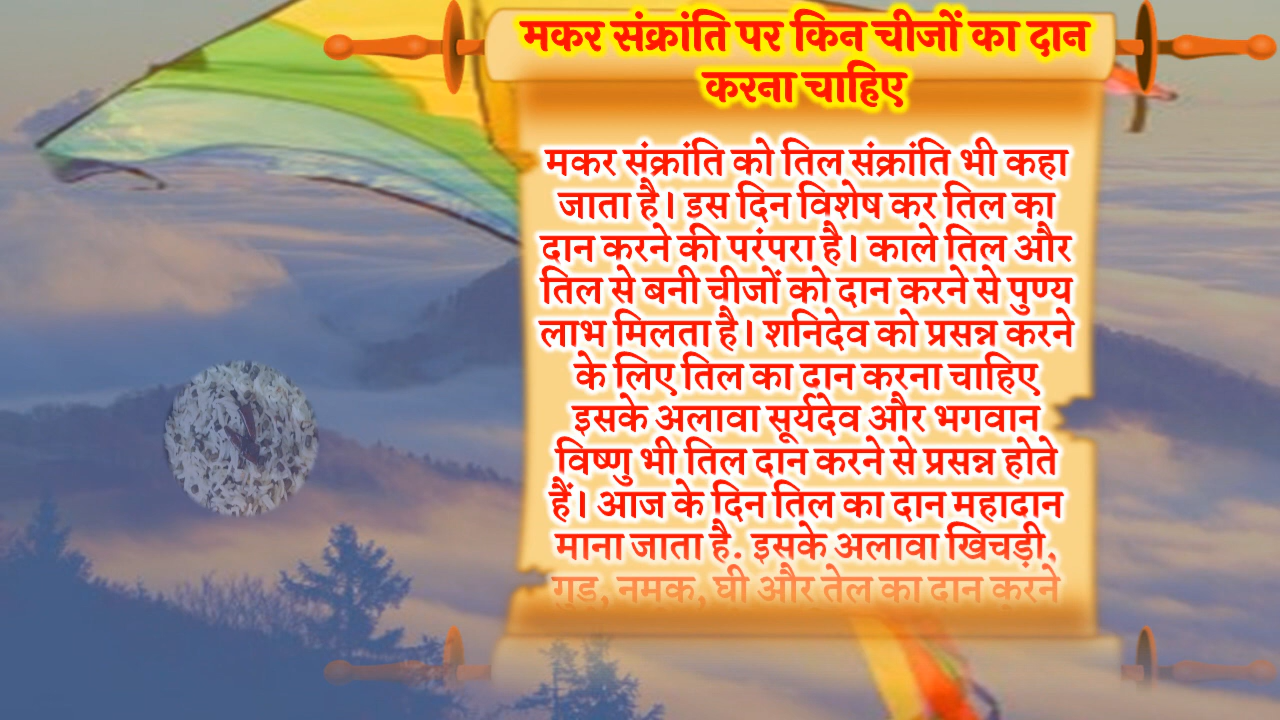 मकर संक्रांति पर किन चीजों का दान
करना चाहिए
मकर संक्रांति को तिल संक्रांति भी कहा
जाता है। इस दिन विशेष कर तिल का
दान करने की परंपरा है। काले तिल और
तिल से बनी चीजों को दान करने से पुण्य
लाभ मिलता है। शनिदेव को प्रसन्न करने
के लिए तिल का दान करना चाहिए
इसके अलावा सूर्यदेव और भगवान
विष्णु भी तिल दान करने से प्रसन्न होते
हैं। आज के दिन तिल का दान महादान
माना जाता है. इसके अलावा खिचड़ी,
गुड, नमक, घी और तेल का दान करने